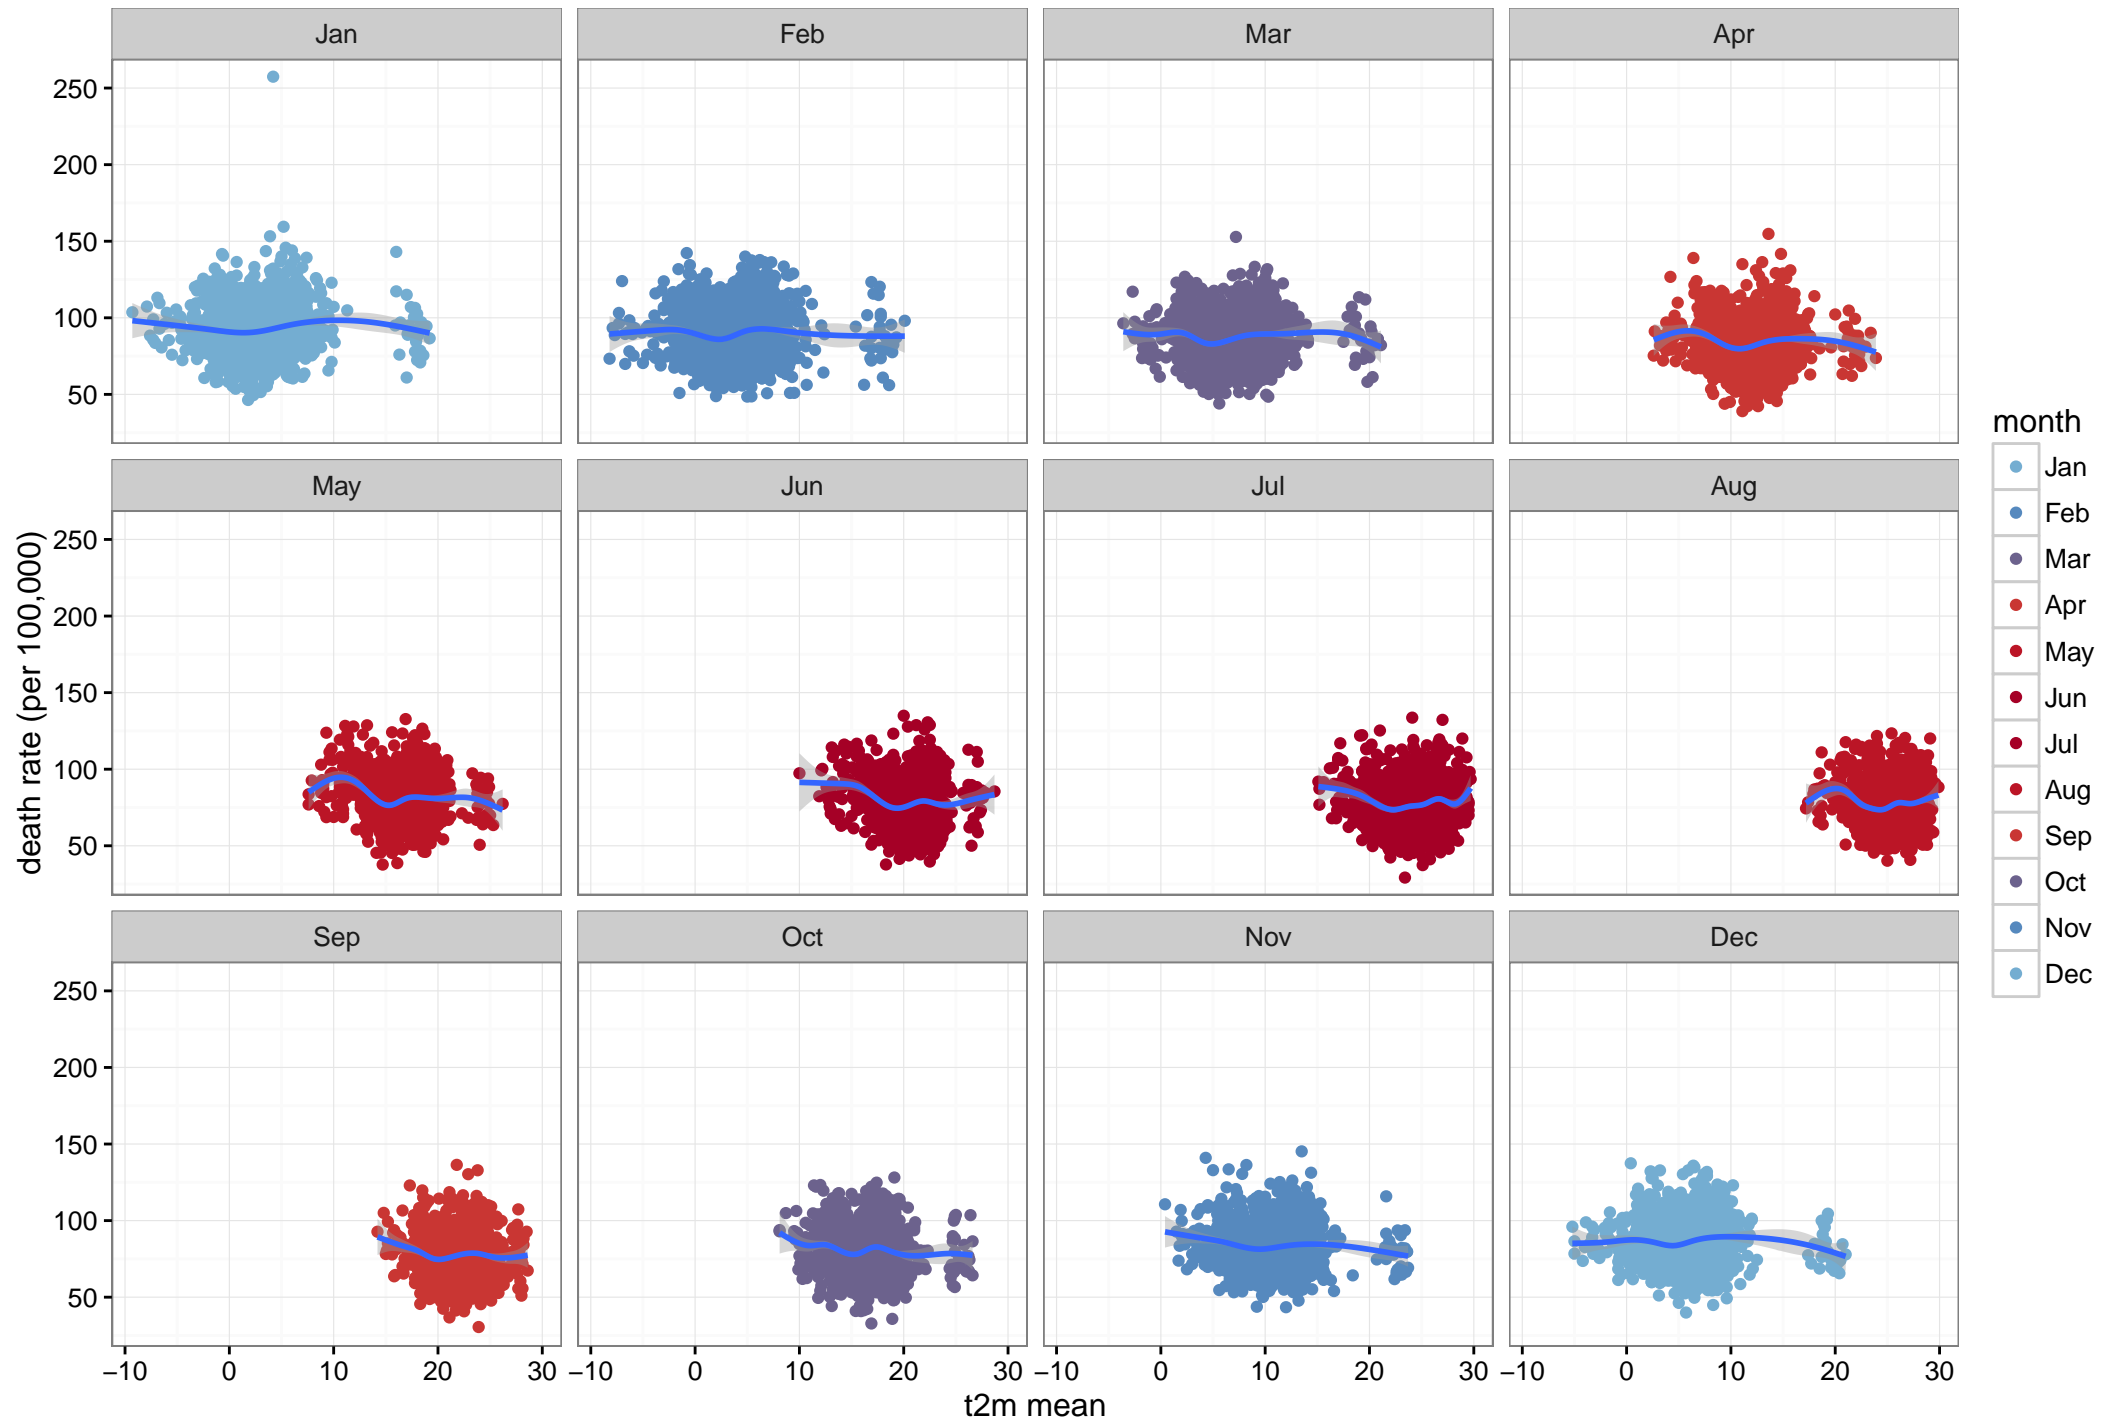 Jan Feb Mar Apr
250
200
150
100
50
May Jun Jul Aug
250
200
150
100
50
death rate (per 100,000)
Sep Oct Nov Dec
250
200
150
100
50
−10 0 10 20 30 −10 0 10 20 30 −10 0 10 20 30 −10 0 10 20 30
t2m mean
month
Jan
Feb
Mar
Apr
May
Jun
Jul
Aug
Sep
Oct
Nov
Dec